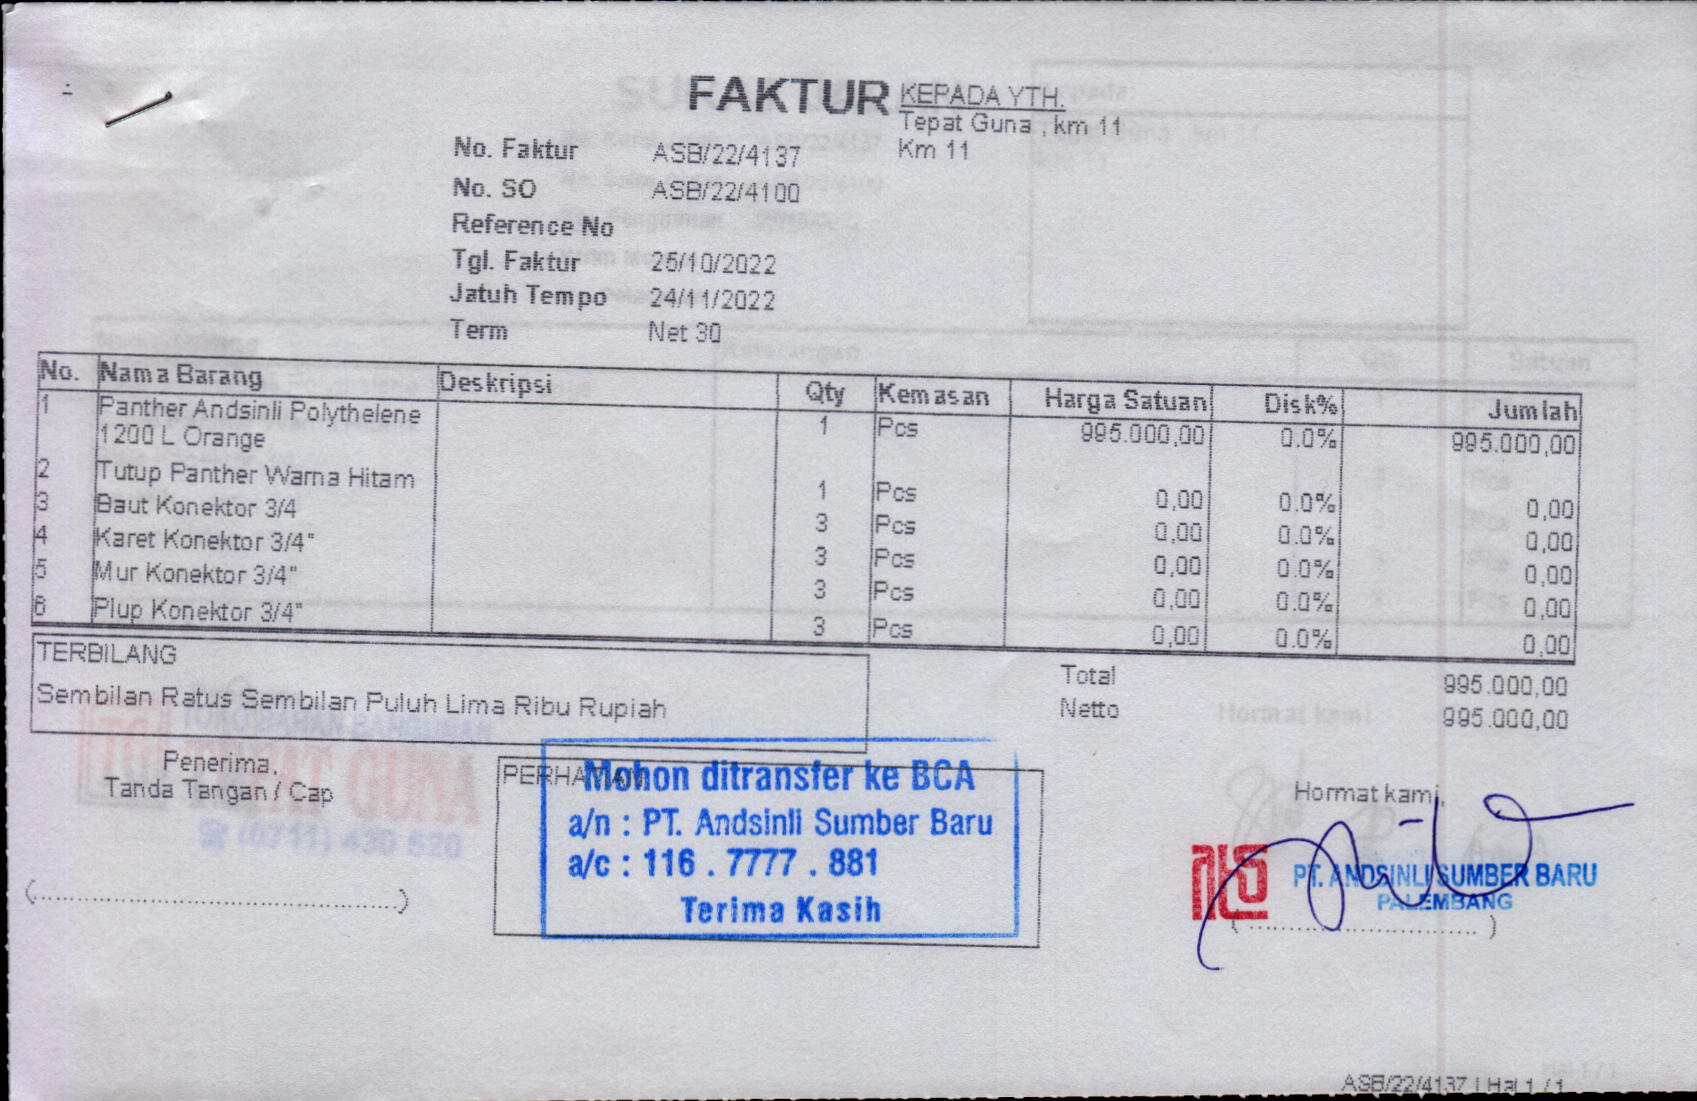 FAKTUR
KEPADA YTH.
Tepat Guna , km 11
Km 11
No. Faktur ASB/22/4137
No. SO ASB/22/4100
Reference No
Tgl. Faktur 25/10/2022
Jatuh Tempo 24/11/2022
Term Net 30
No. Nama Barang Deskripsi Qty Kemasan Harga Satuan Disk% Jumlah
1 Panther Andsinli Polythelene 1 Pcs 995.000,00 0.0% 995.000,00
1200 L Orange
2 Tutup Panther Warna Hitam 1 Pcs 0,00 0.0% 0,00
3 Baut Konektor 3/4 3 Pcs 0,00 0.0% 0,00
4 Karet Konektor 3/4" 3 Pcs 0,00 0.0% 0,00
5 Mur Konektor 3/4" 3 Pcs 0,00 0.0% 0,00
6 Plup Konektor 3/4" 3 Pcs 0,00 0.0% 0,00
TERBILANG
Sembilan Ratus Sembilan Puluh Lima Ribu Rupiah
Total 995.000,00
Netto 995.000,00
Penerima,
Tanda Tangan / Cap
(............................................)
PERHATIAN
Mohon ditransfer ke BCA
a/n : PT. Andsinli Sumber Baru
a/c : 116 . 7777 . 881
Terima Kasih
Hormat kami,
PT. ANDSINLI SUMBER BARU
PALEMBANG
(............................)
ASB/22/4137 | Hal 1 / 1